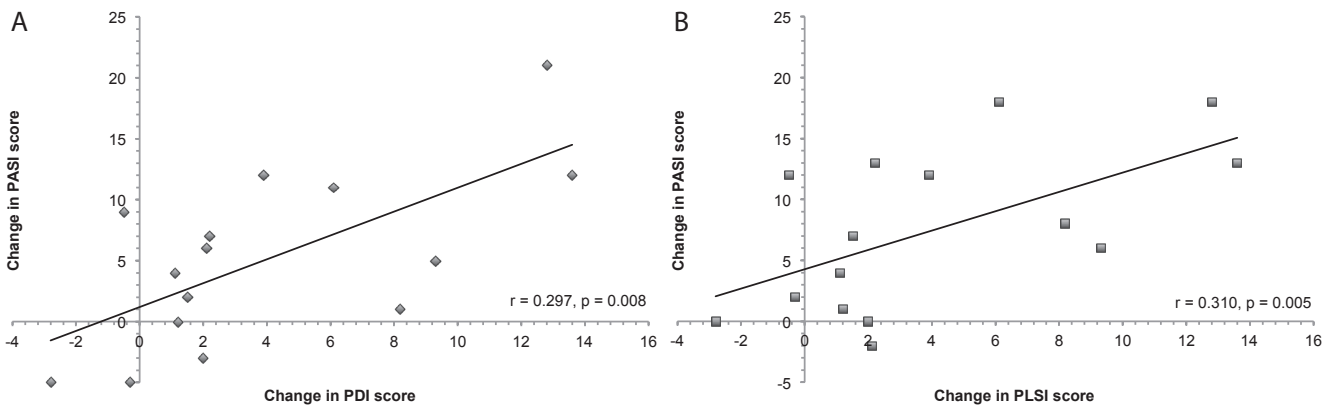 A
25
20
15
10
5
0
-4 -2 0 2 4 6 8 10 12 14 16
Change in PASI score
Change in PDI score
r = 0.297, p = 0.008
B
25
20
15
10
5
0
-5
-4 -2 0 2 4 6 8 10 12 14 16
Change in PASI score
Change in PLSI score
r = 0.310, p = 0.005